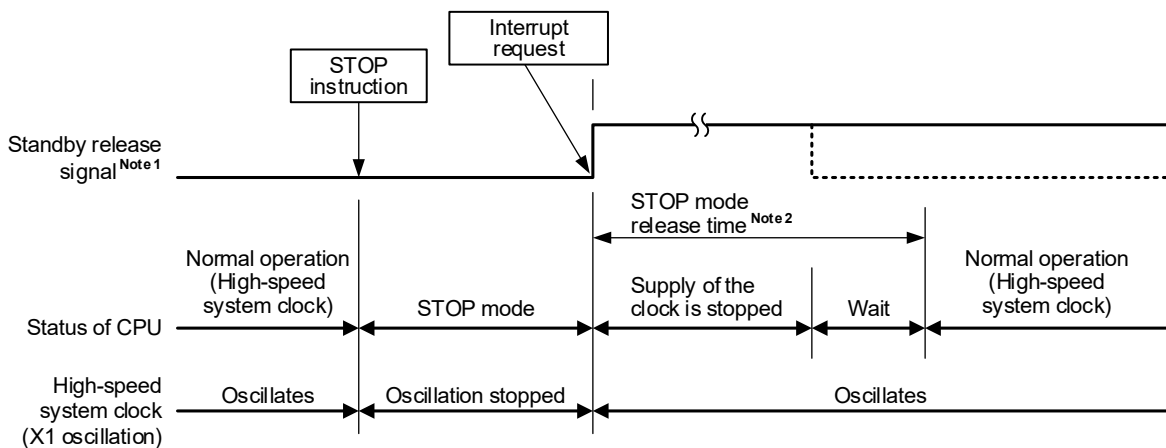 Interrupt
request
STOP
instruction
Standby release
signal Note 1
STOP mode
release time Note 2
Normal operation
(High-speed
system clock)
Supply of the
clock is stopped
Normal operation
(High-speed
system clock)
Status of CPU
STOP mode
Wait
High-speed
system clock
(X1 oscillation)
Oscillates
Oscillation stopped
Oscillates